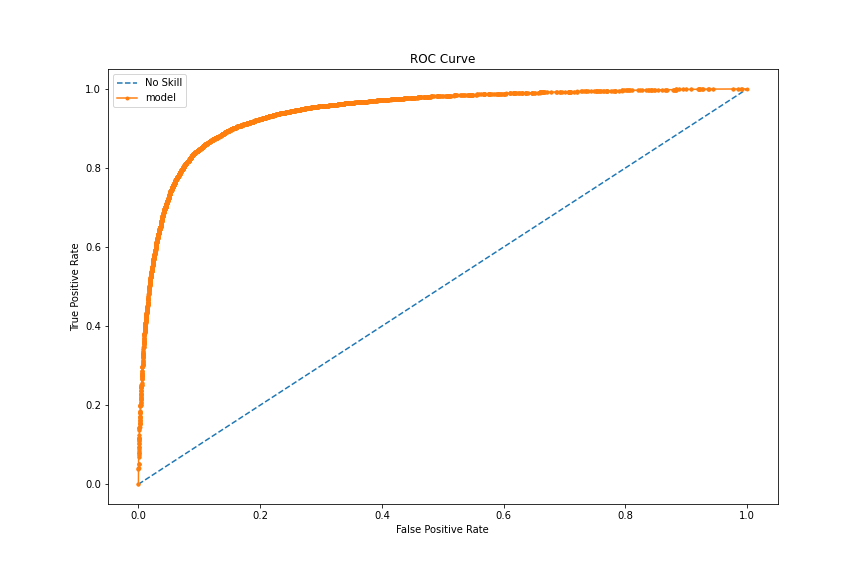 ROC Curve
No Skill
model
1.0
0.8
0.6
0.4
0.2
0.0
True Positive Rate
0.0 0.2 0.4 0.6 0.8 1.0
False Positive Rate